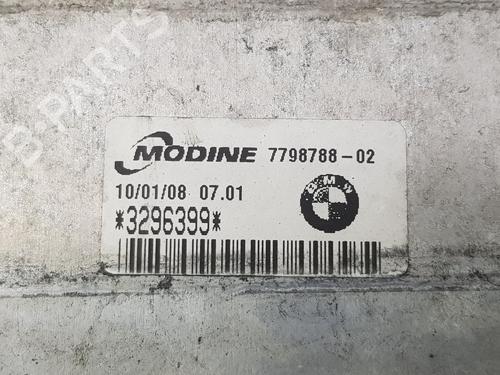 B-PARTS
MODINE 7798788-02
BMW
10/01/08 07.01
*3296399*